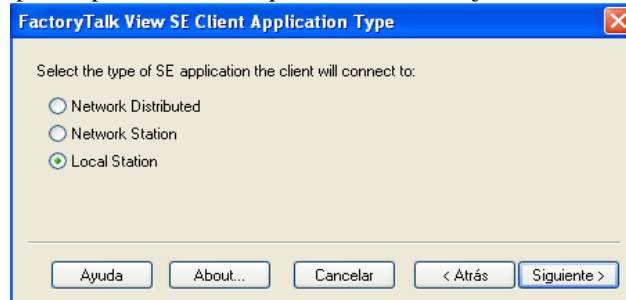 FactoryTalk View SE Client Application Type
Select the type of SE application the client will connect to:
Network Distributed
Network Station
Local Station
Ayuda About... Cancelar < Atrás Siguiente >